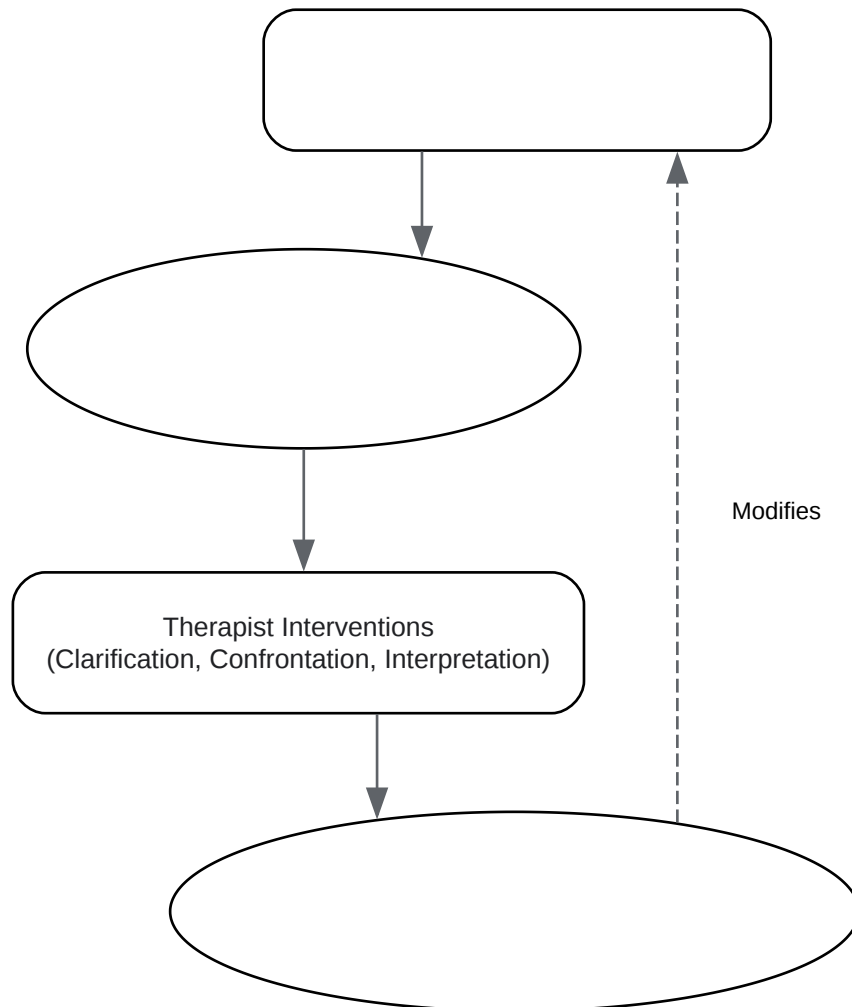 Modifies
Therapist Interventions
(Clarification, Confrontation, Interpretation)